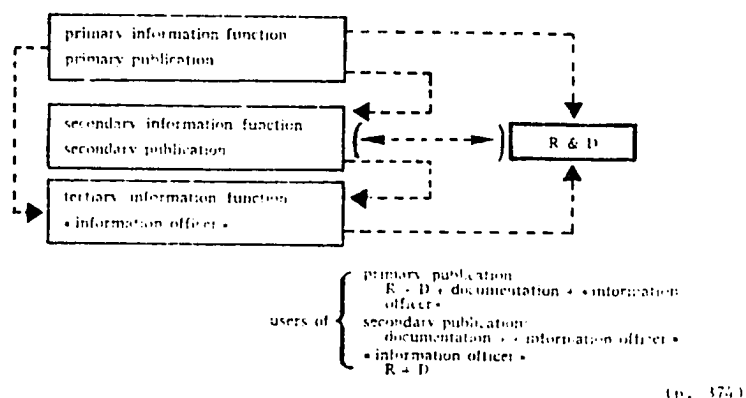 primary information function
primary publication
secondary information function
secondary publication
R & D
tertiary information function
« information officer »
primary publication
R + D + documentation + « information
officer »
users of
secondary publication:
documentation + « information officer »
« information officer »
R + D
(p. 374)